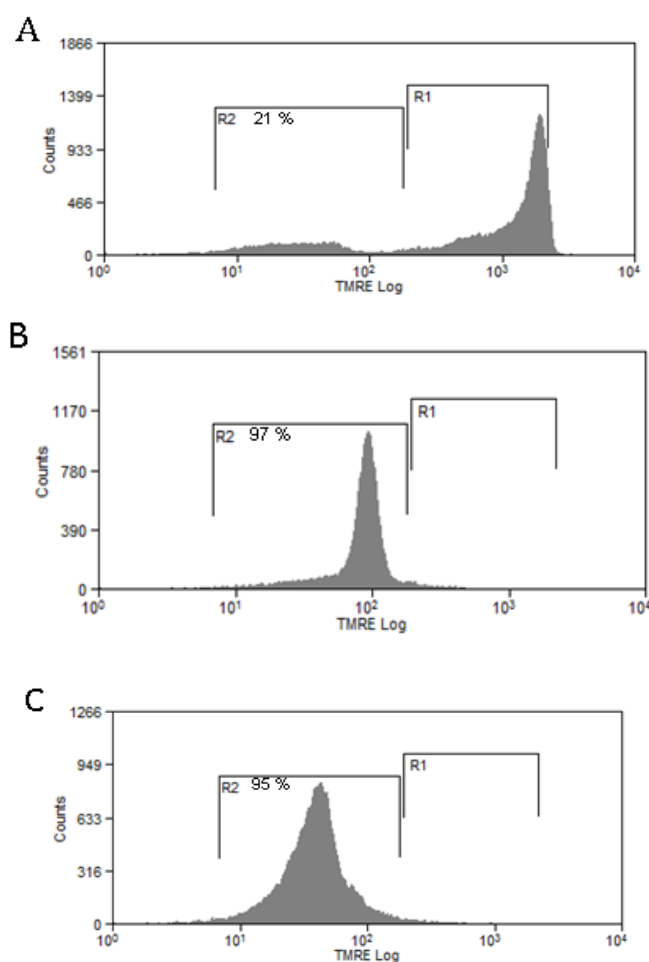 A
1866
1399
933
466
0
Counts
R2 21 %
R1
10⁰ 10¹ 10² 10³ 10⁴
TMRE Log
B
1561
1170
780
390
0
Counts
R2 97 %
R1
10⁰ 10¹ 10² 10³ 10⁴
TMRE Log
C
1266
949
633
316
0
Counts
R2 95 %
R1
10⁰ 10¹ 10² 10³ 10⁴
TMRE Log